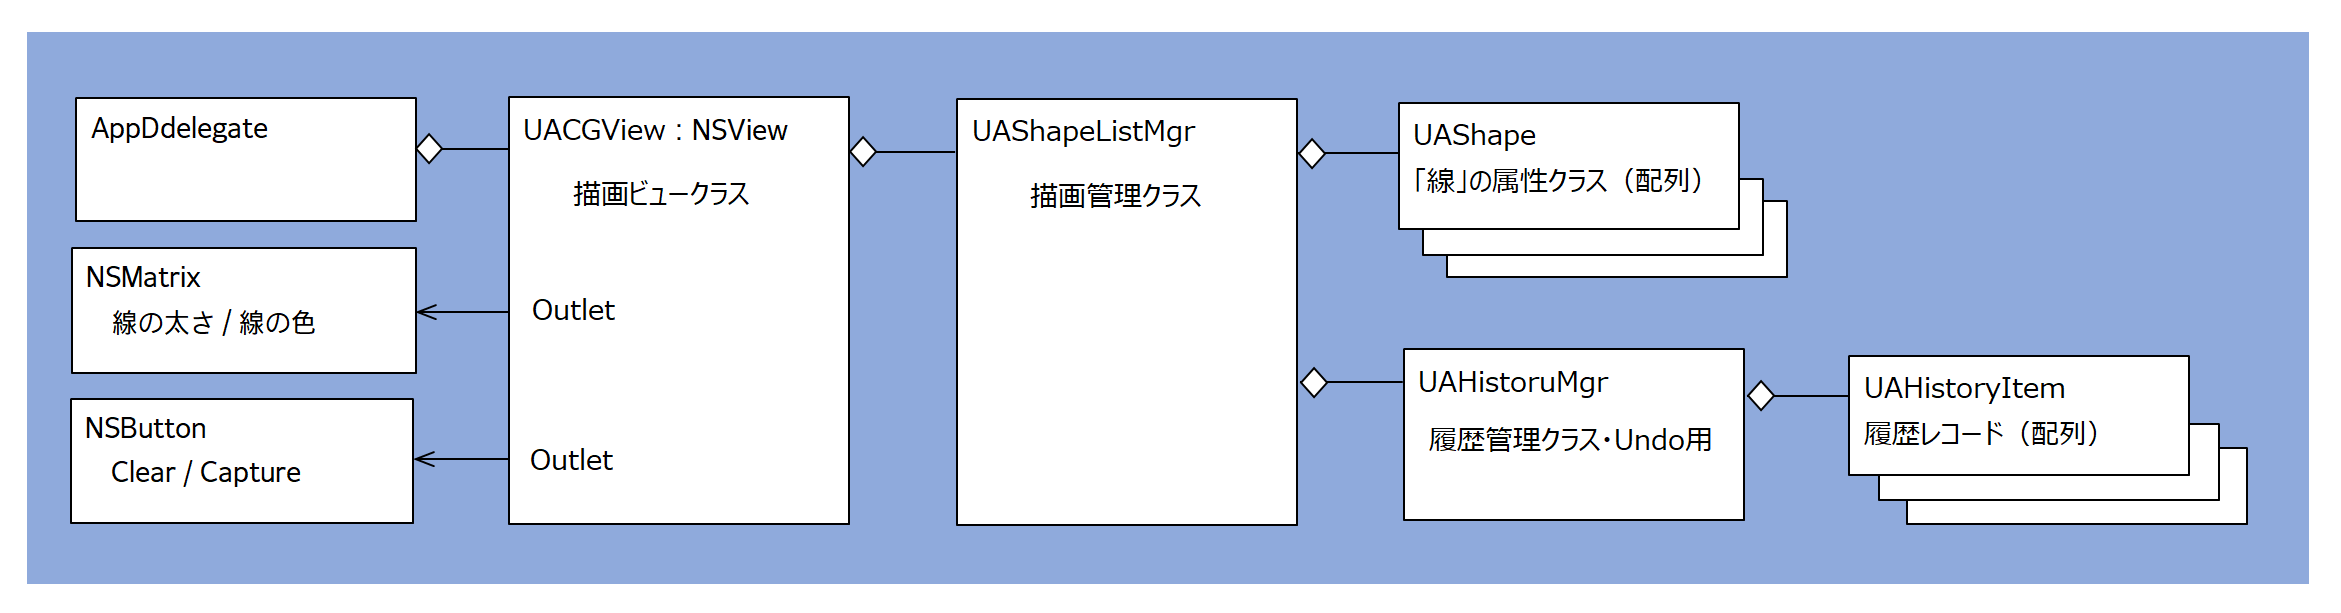 AppDdelegate
NSMatrix
線の太さ / 線の色
NSButton
Clear / Capture
UACGView : NSView
描画ビュークラス
Outlet
Outlet
UAShapeListMgr
描画管理クラス
UAShape
「線」の属性クラス（配列）
UAHistoruMgr
履歴管理クラス・Undo用
UAHistoryItem
履歴レコード（配列）